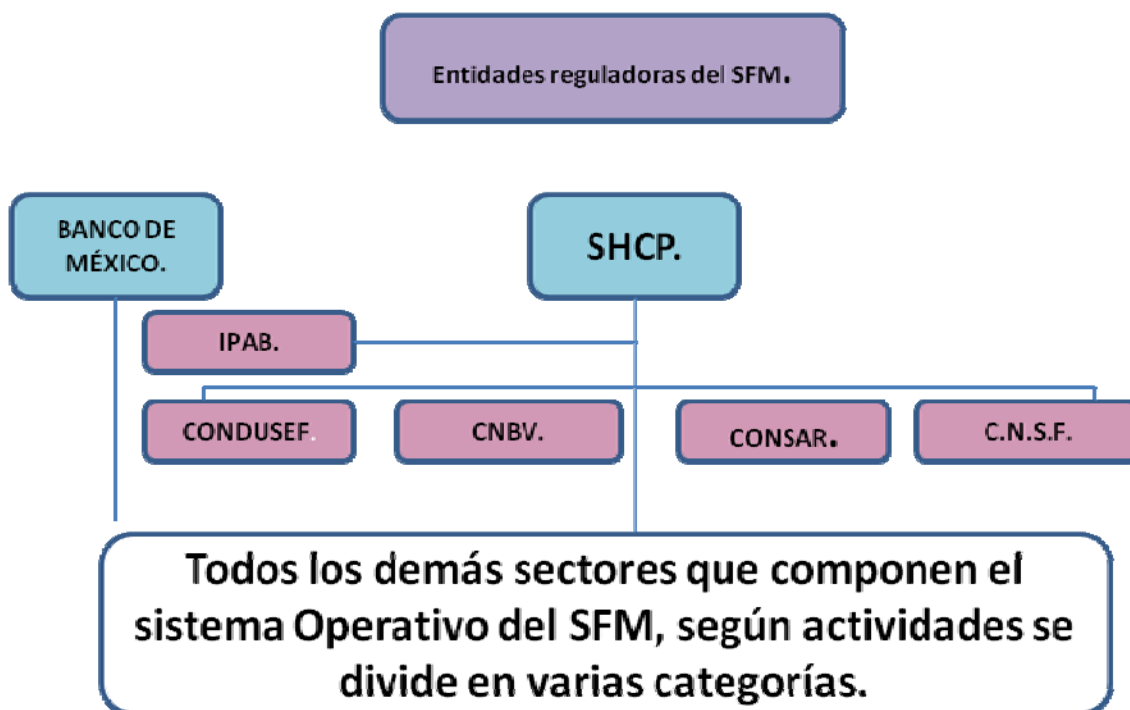 Entidades reguladoras del SFM.
BANCO DE
MÉXICO.
SHCP.
IPAB.
CONDUSEF.
CNBV.
CONSAR.
C.N.S.F.
Todos los demás sectores que componen el
sistema Operativo del SFM, según actividades se
divide en varias categorías.